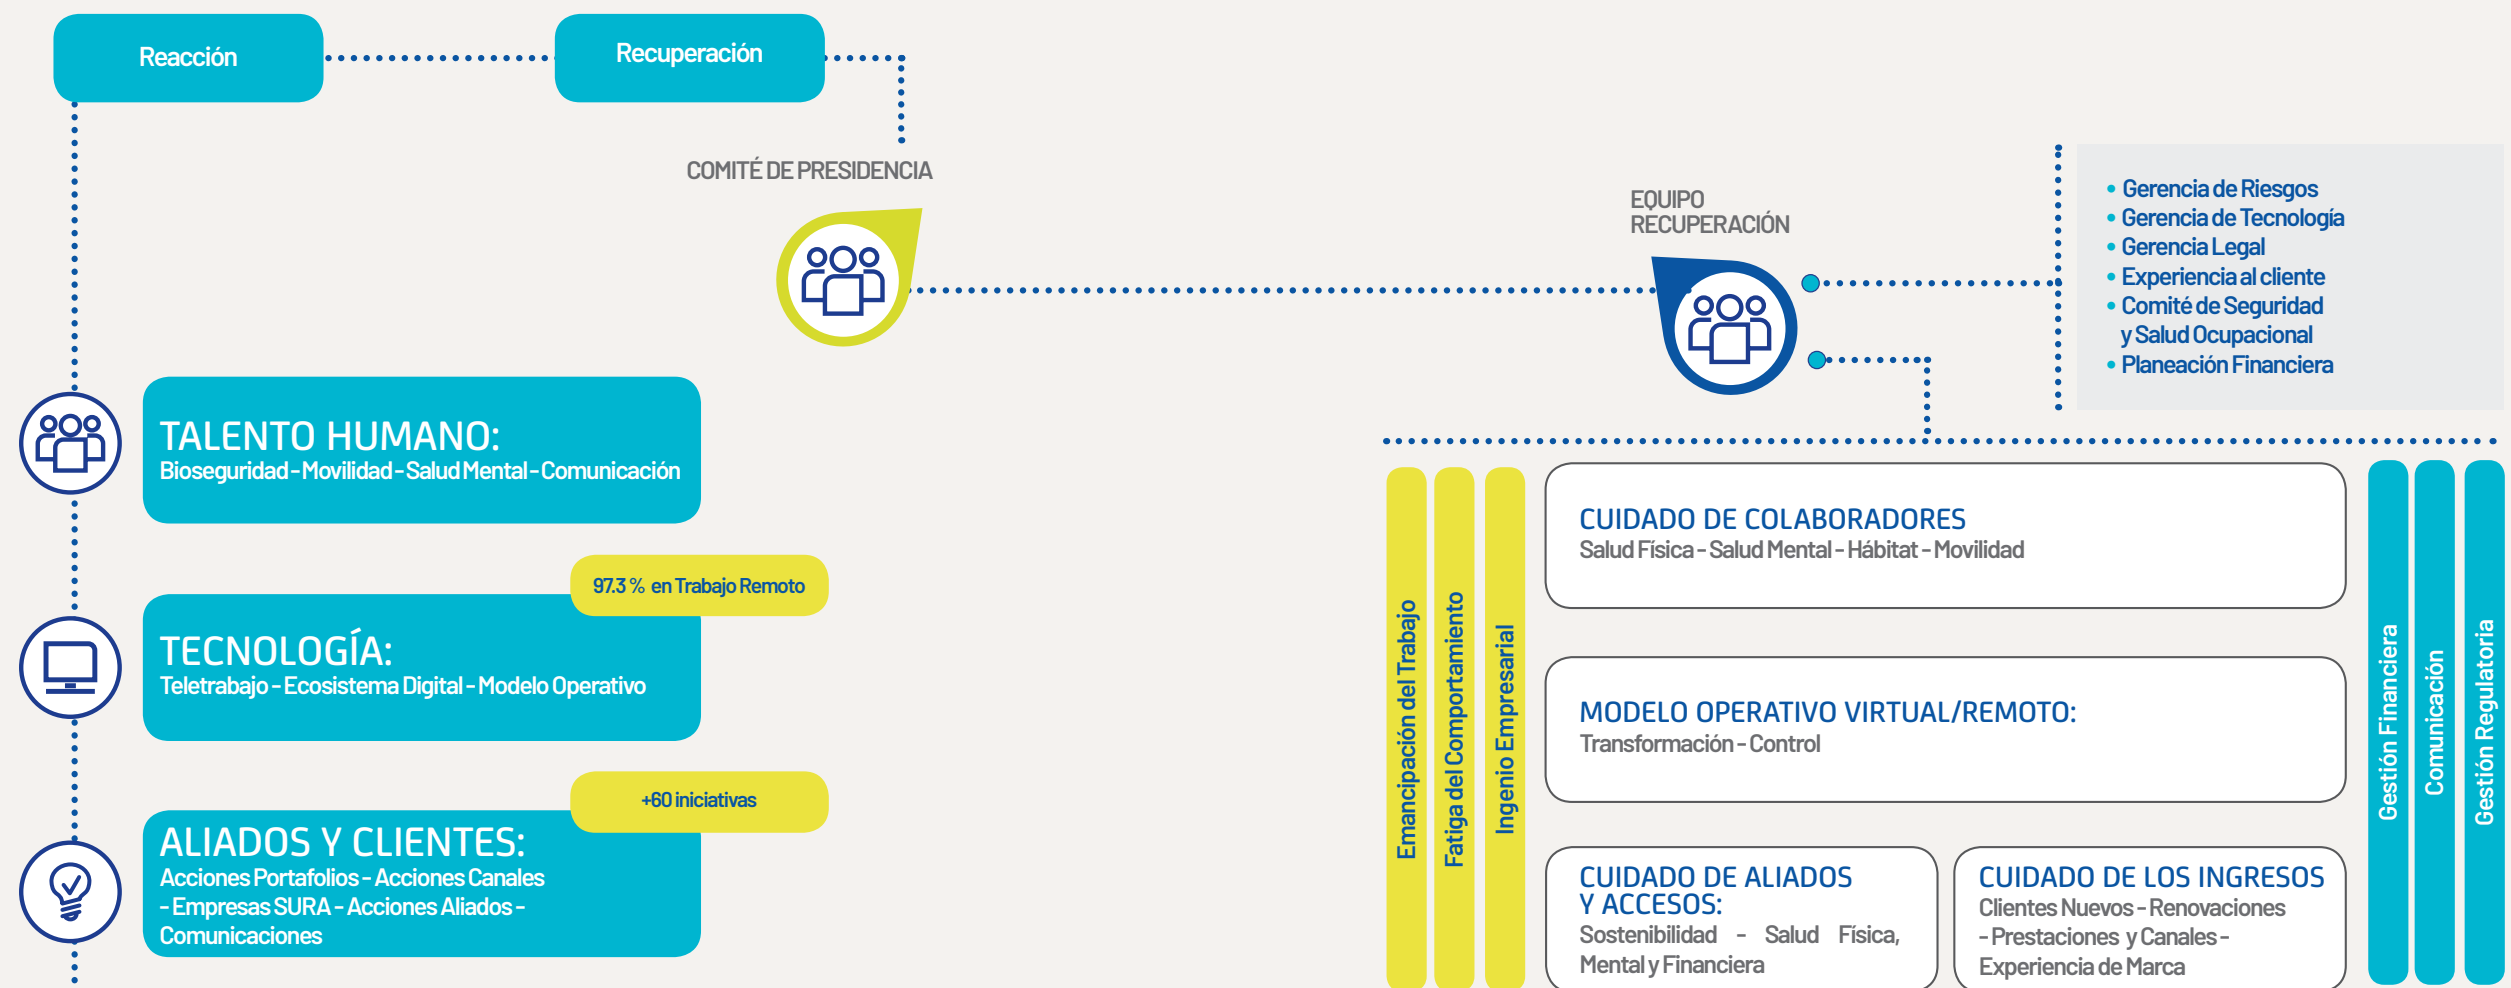 Reacción
Recuperación
COMITÉ DE PRESIDENCIA
EQUIPO
RECUPERACIÓN
• Gerencia de Riesgos
• Gerencia de Tecnología
• Gerencia Legal
• Experiencia al cliente
• Comité de Seguridad
y Salud Ocupacional
• Planeación Financiera
TALENTO HUMANO:
Bioseguridad - Movilidad - Salud Mental - Comunicación
97.3 % en Trabajo Remoto
TECNOLOGÍA:
Teletrabajo - Ecosistema Digital - Modelo Operativo
+60 iniciativas
ALIADOS Y CLIENTES:
Acciones Portafolios - Acciones Canales
- Empresas SURA - Acciones Aliados -
Comunicaciones
Emancipación del Trabajo
Fatiga del Comportamiento
Ingenio Empresarial
CUIDADO DE COLABORADORES
Salud Física - Salud Mental - Hábitat - Movilidad
MODELO OPERATIVO VIRTUAL/REMOTO:
Transformación - Control
CUIDADO DE ALIADOS
Y ACCESOS:
Sostenibilidad - Salud Física,
Mental y Financiera
CUIDADO DE LOS INGRESOS
Clientes Nuevos - Renovaciones
- Prestaciones y Canales -
Experiencia de Marca
Gestión Financiera
Comunicación
Gestión Regulatoria